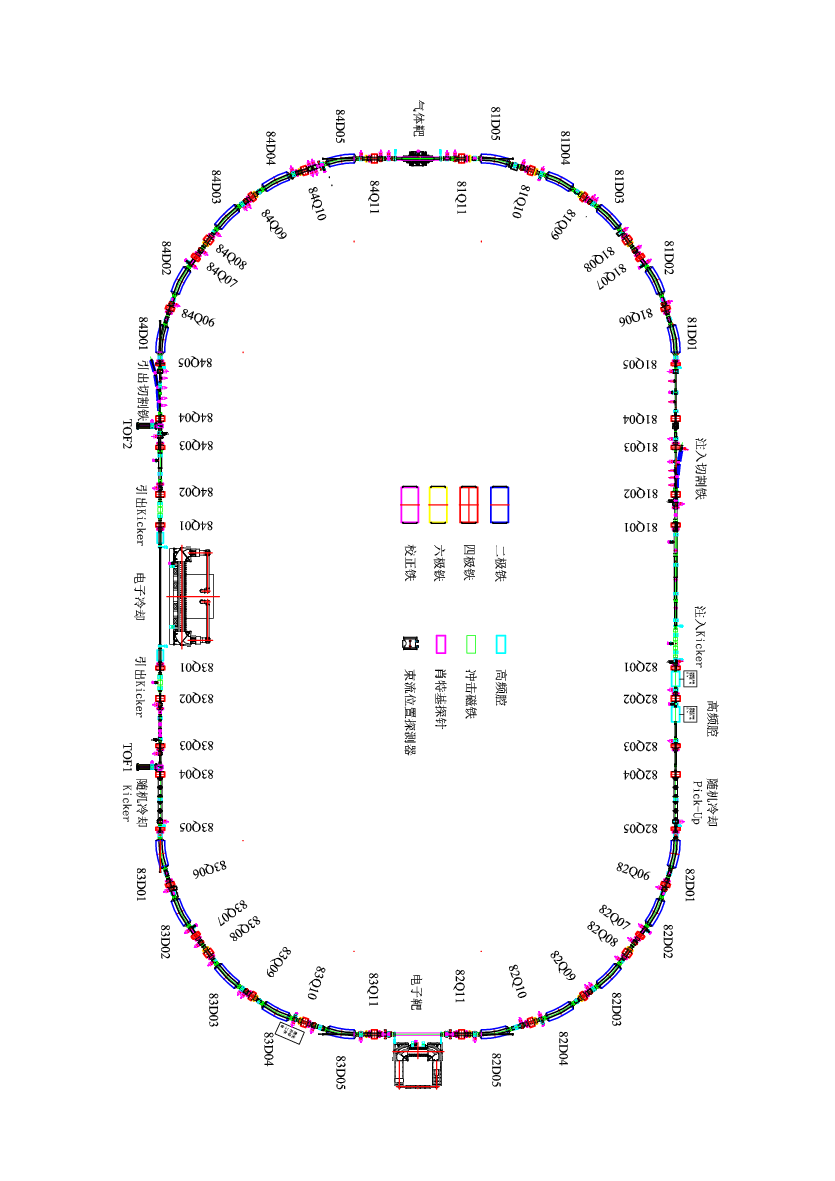 气体靶
84D05
81D05
84D04
81D04
84D03
81D03
84D02
81D02
84D01
81D01
84Q11
81Q11
84Q10
81Q10
84Q09
81Q09
84Q08
81Q08
84Q07
81Q07
84Q06
81Q06
84Q05
81Q05
引出切割铁
84Q04
81Q04
TOF2
84Q03
81Q03
注入切割铁
84Q02
81Q02
引出Kicker
84Q01
81Q01
校正铁
六极铁
四极铁
二极铁
电子冷却
注入Kicker
引出Kicker
83Q01
82Q01
83Q02
82Q02
束流位置探测器
肖特基探针
冲击磁铁
高频腔
高频腔
83Q03
82Q03
TOF1
83Q04
82Q04
随机冷却
Kicker
随机冷却
Pick-Up
83Q05
82Q05
83Q06
82Q06
83D01
82D01
83Q07
82Q07
83Q08
82Q08
83D02
82D02
83Q09
82Q09
83Q10
82Q10
83Q11
82Q11
电子靶
83D03
82D03
83D04
82D04
83D05
82D05